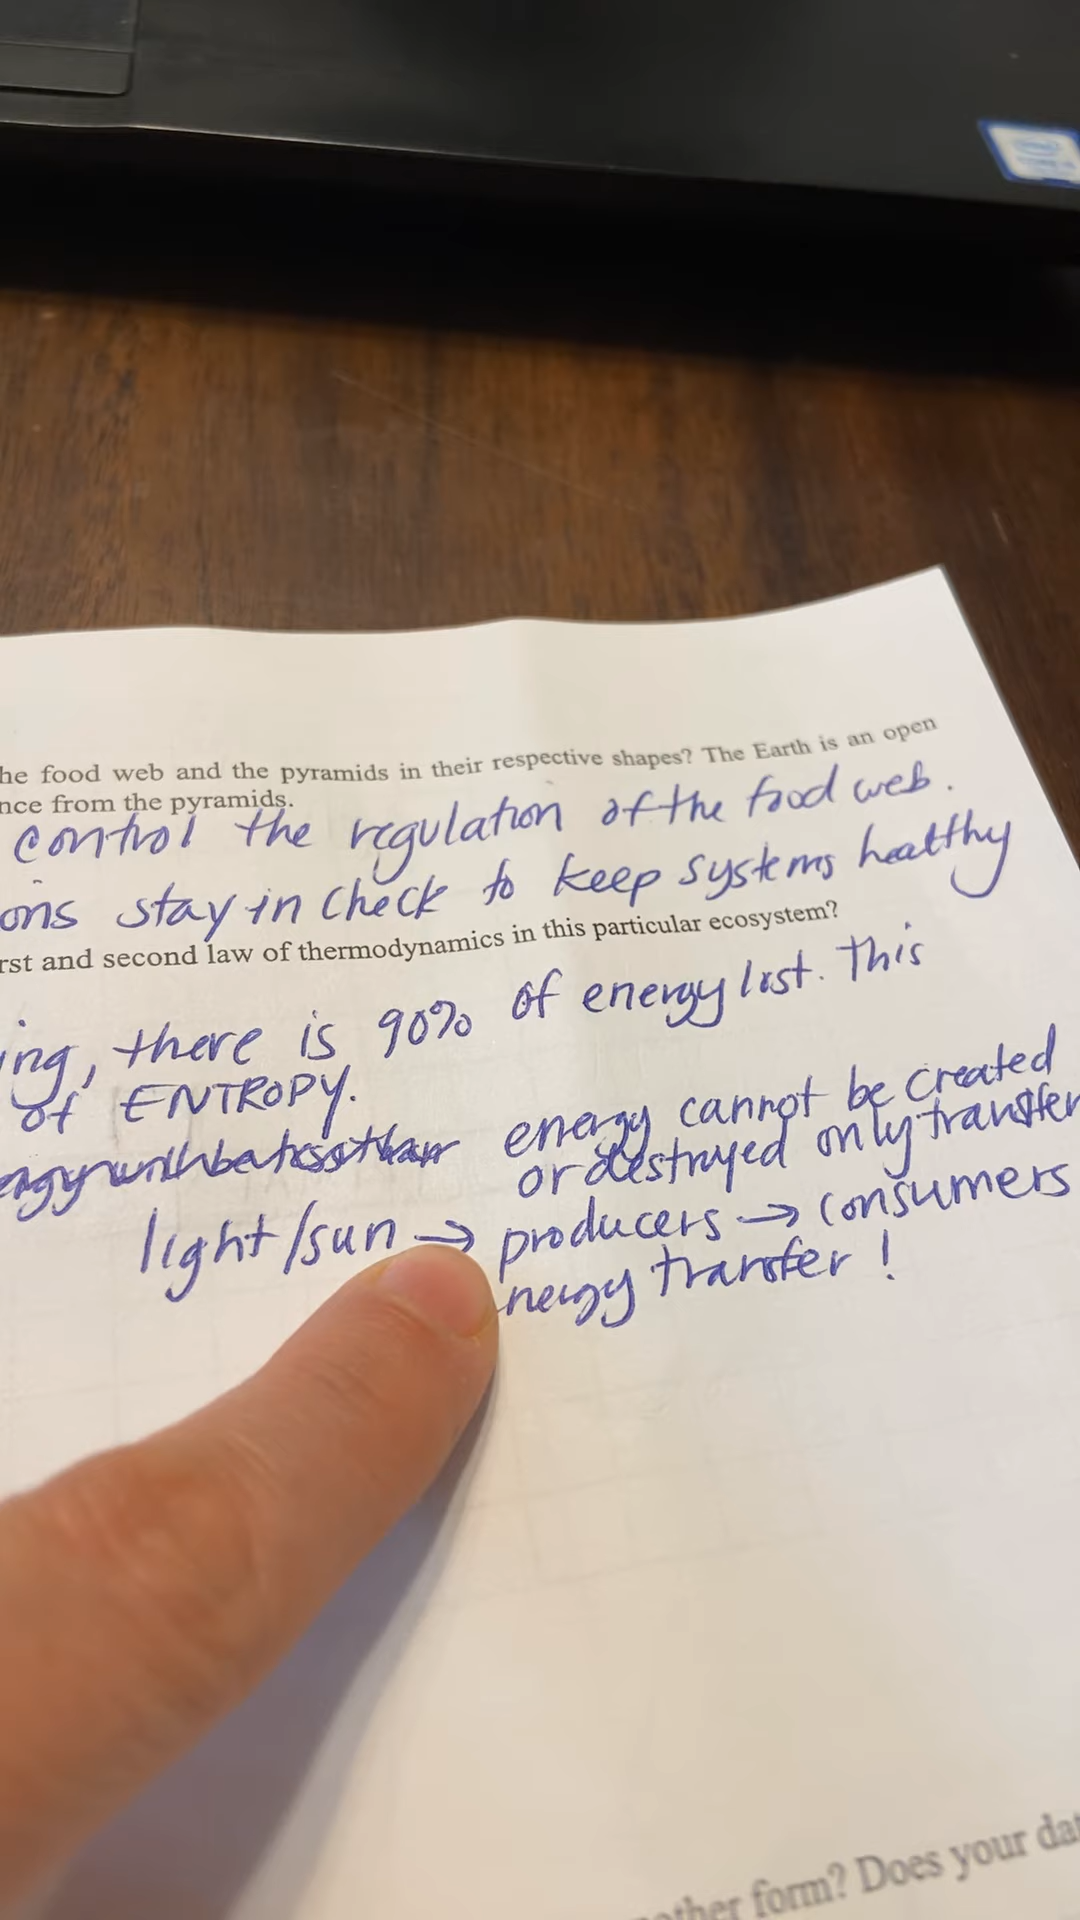 he food web and the pyramids in their respective shapes? The Earth is an open
nce from the pyramids.
control the regulation of the food web.
ons stay in check to keep systems healthy
rst and second law of thermodynamics in this particular ecosystem?
ing, there is 90% of energy lost. This
of ENTROPY.
energy cannot be created
or destroyed only transfer
light/sun → producers → consumers
nergy transfer!
other form? Does your dat